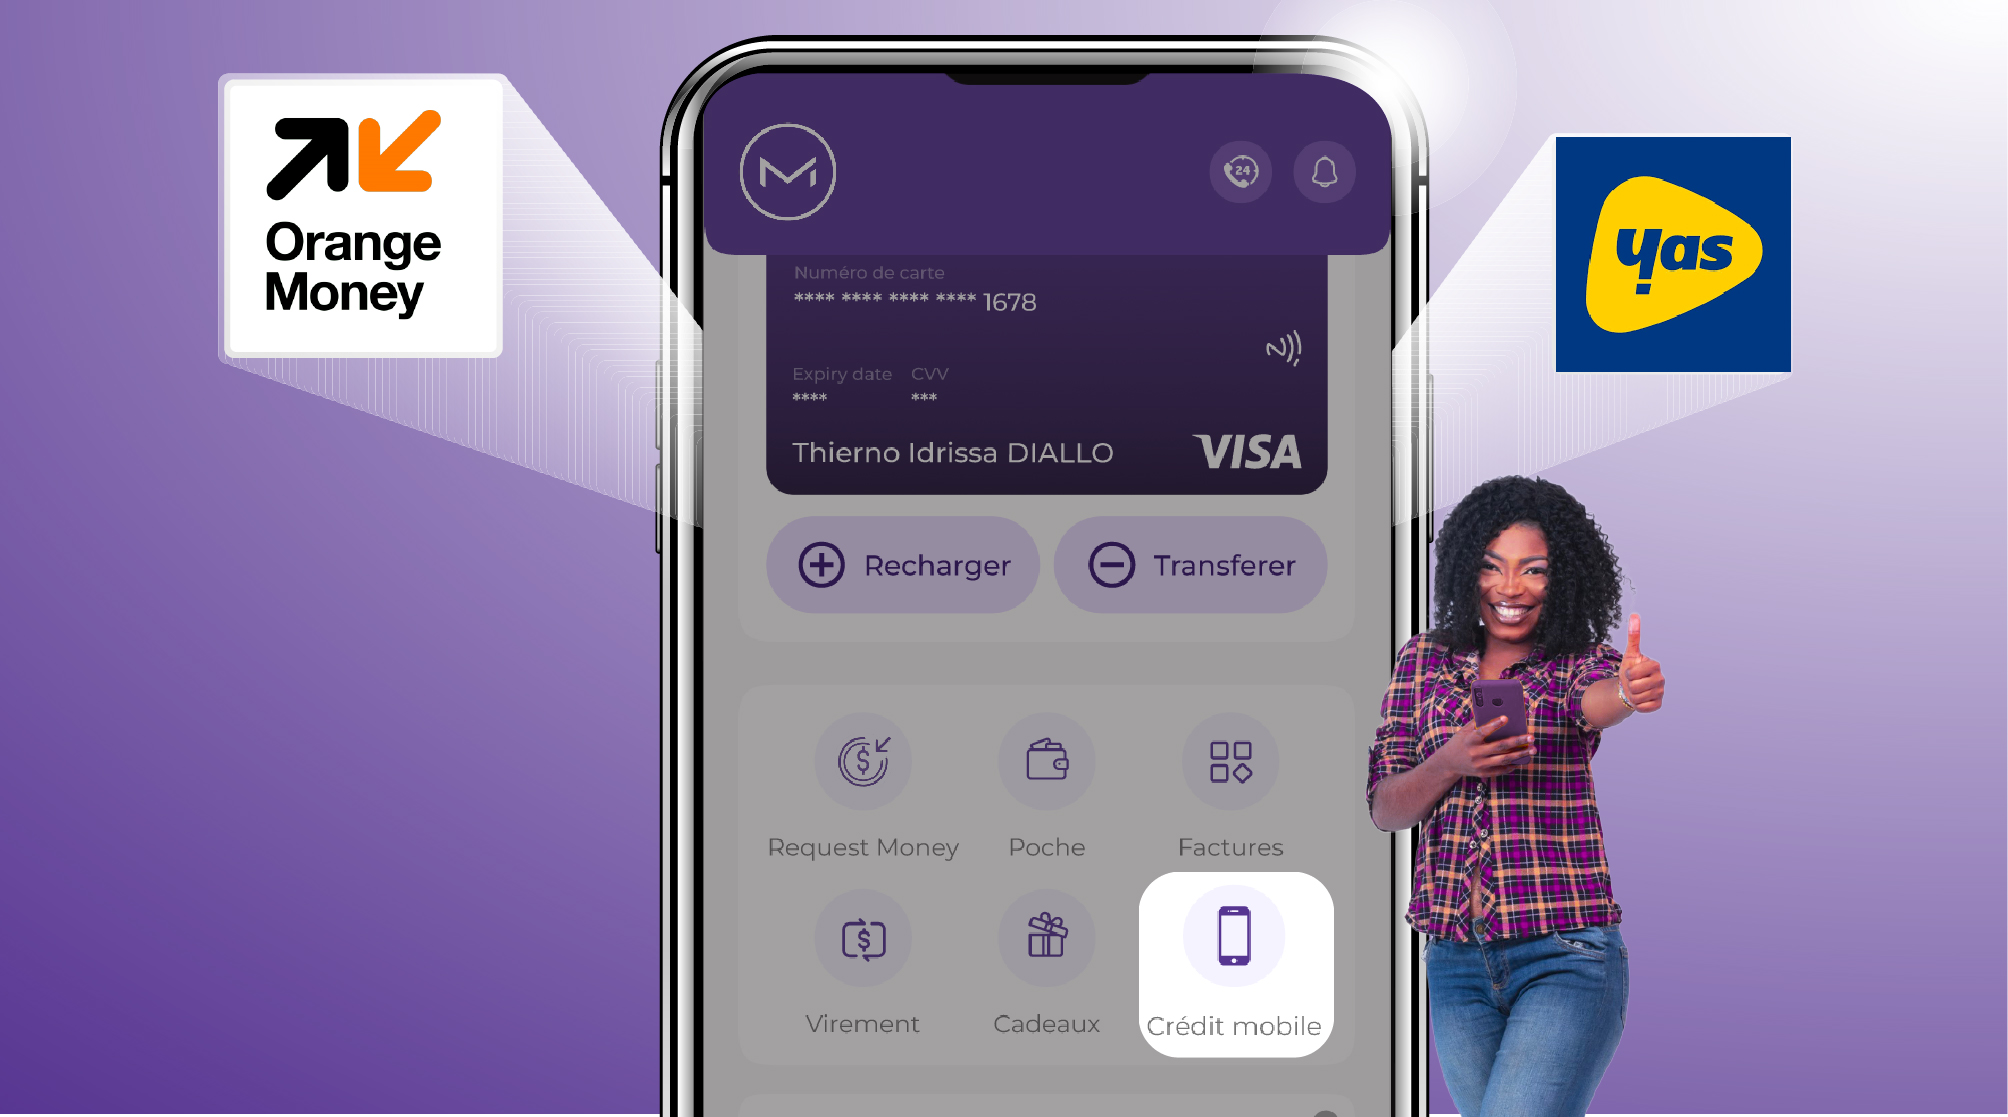 Orange
Money
24
yas
Numéro de carte
**** **** **** **** 1678
Expiry date CVV
**** ***
Thierno Idrissa DIALLO
VISA
Recharger
Transferer
Request Money
Poche
Factures
Virement
Cadeaux
Crédit mobile